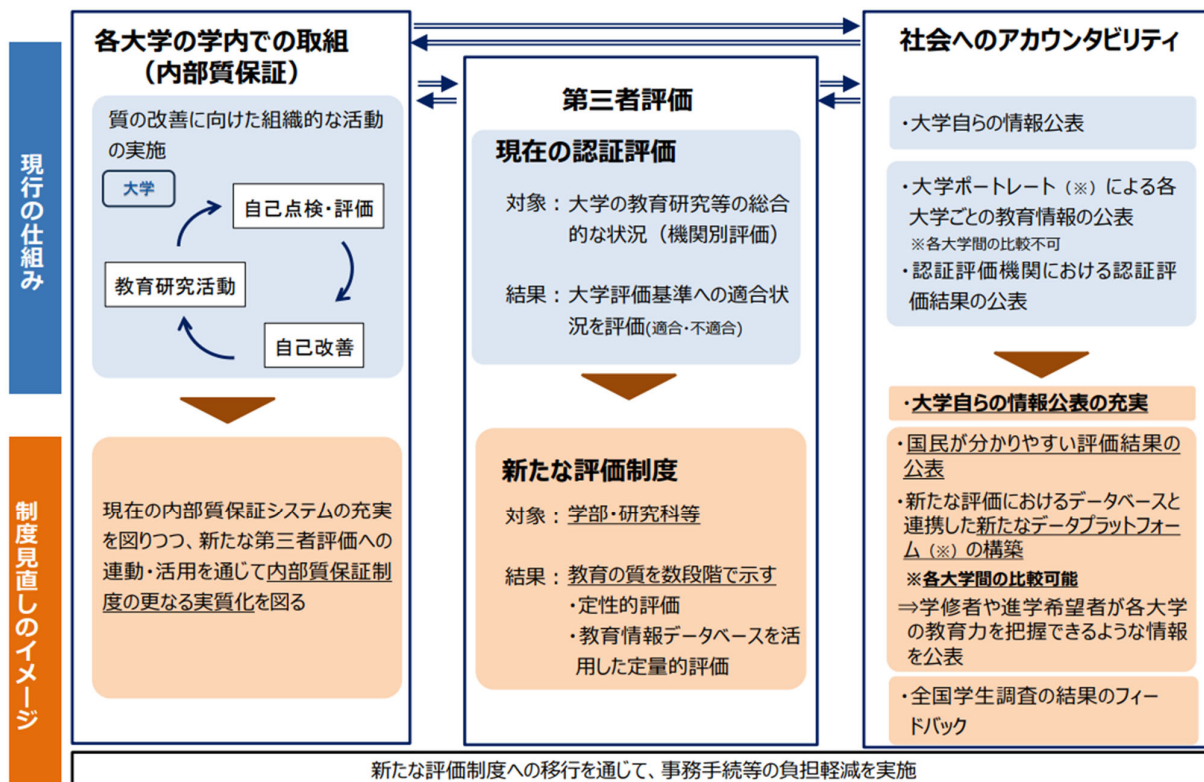 現行の仕組み
制度見直しのイメージ
各大学の学内での取組
(内部質保証)
質の改善に向けた組織的な活動
の実施
大学
自己点検・評価
教育研究活動
自己改善
現在の内部質保証システムの充実
を図りつつ、新たな第三者評価への
連動・活用を通じて内部質保証制
度の更なる実質化を図る
第三者評価
現在の認証評価
対象：大学の教育研究等の総合
的な状況（機関別評価）
結果：大学評価基準への適合状
況を評価(適合・不適合)
新たな評価制度
対象：学部・研究科等
結果：教育の質を数段階で示す
・定性的評価
・教育情報データベースを活
用した定量的評価
社会へのアカウンタビリティ
・大学自らの情報公表
・大学ポートレート（※）による各
大学ごとの教育情報の公表
※各大学間の比較不可
・認証評価機関における認証評
価結果の公表
・大学自らの情報公表の充実
・国民が分かりやすい評価結果の
公表
・新たな評価におけるデータベースと
連携した新たなデータプラットフォー
ム（※）の構築
※各大学間の比較可能
⇒学修者や進学希望者が各大学
の教育力を把握できるような情報
を公表
・全国学生調査の結果のフィー
ドバック
新たな評価制度への移行を通じて、事務手続等の負担軽減を実施